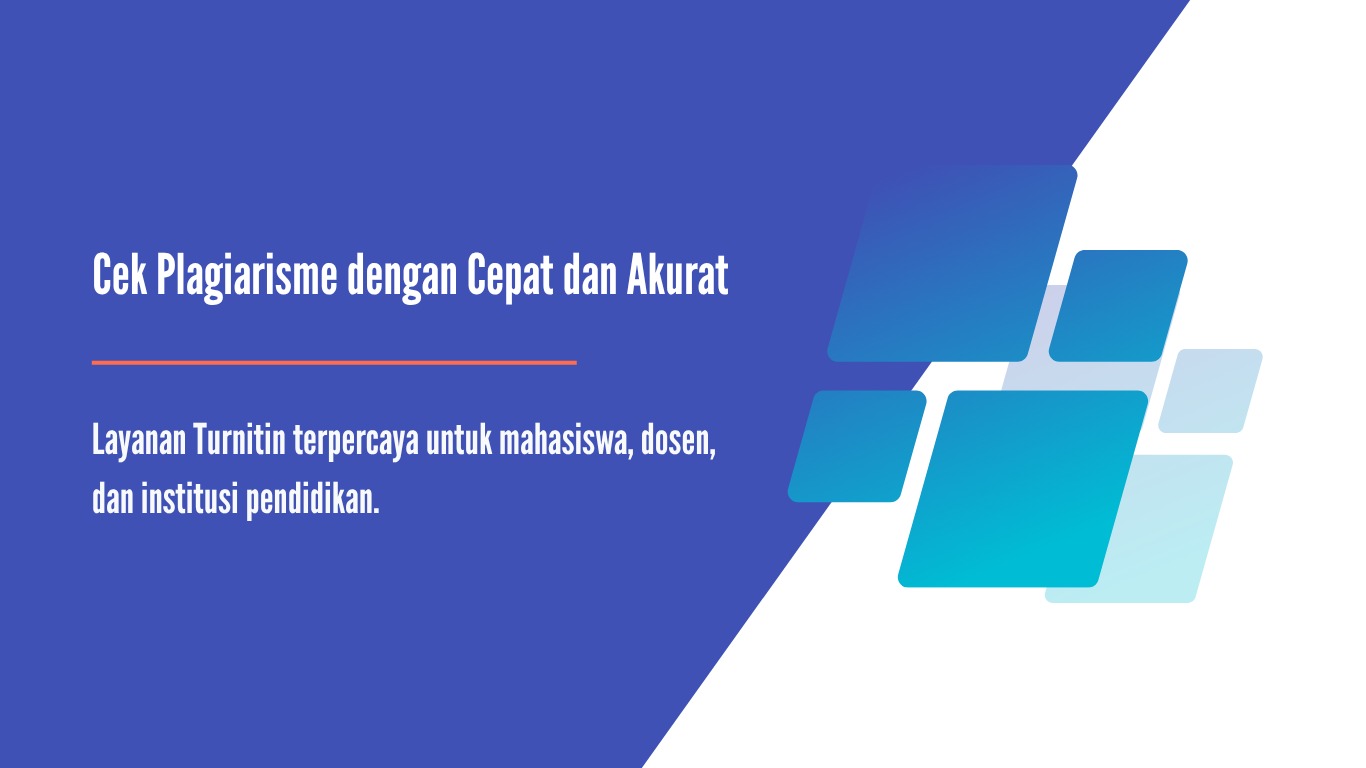 Cek Plagiarisme dengan Cepat dan Akurat
Layanan Turnitin terpercaya untuk mahasiswa, dosen,
dan institusi pendidikan.